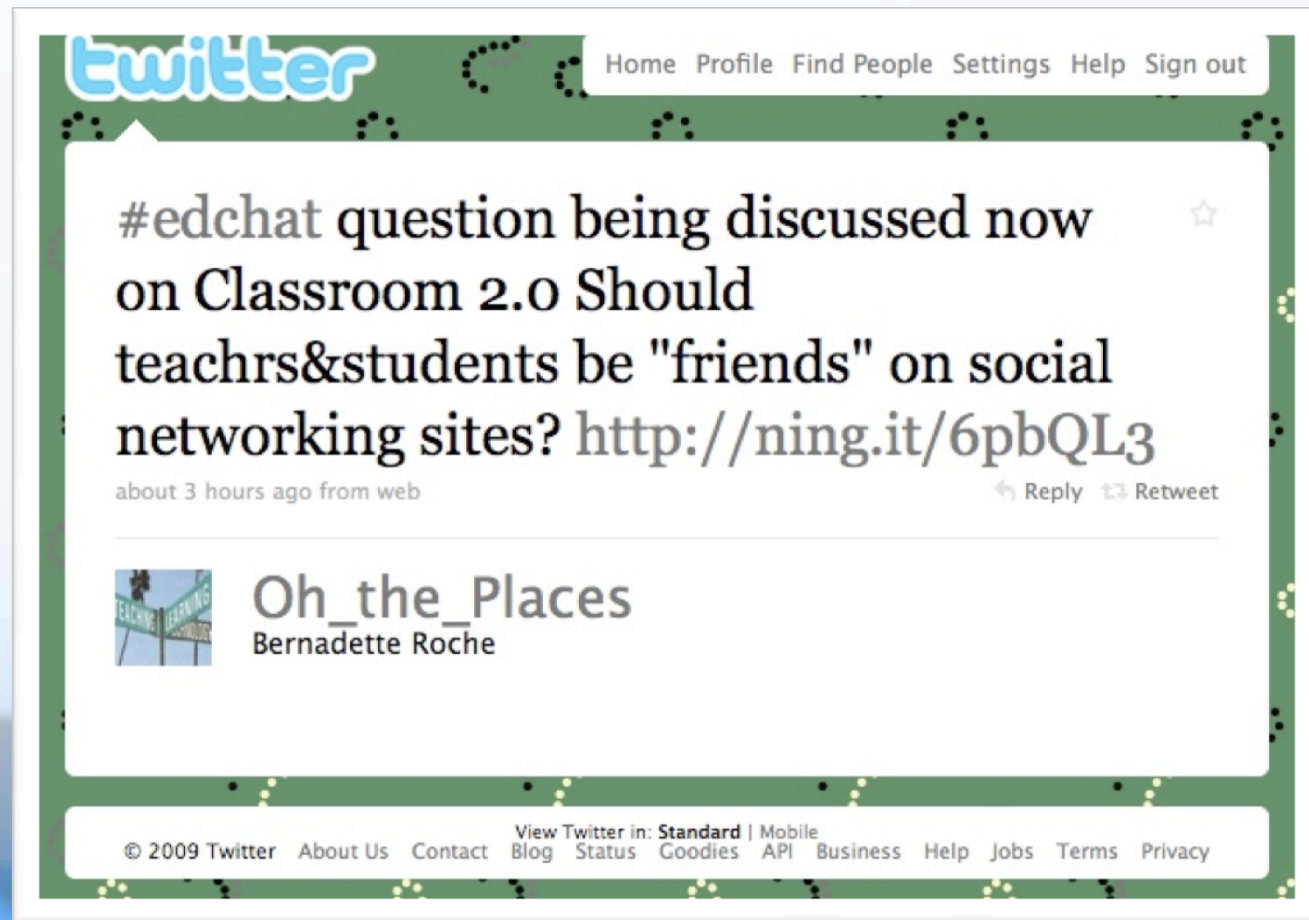 twitter
Home Profile Find People Settings Help Sign out
#edchat question being discussed now
on Classroom 2.0 Should
teachrs&students be "friends" on social
networking sites? http://ning.it/6pbQL3
about 3 hours ago from web
Reply Retweet
TEACHING LEARNING
Oh_the_Places
Bernadette Roche
View Twitter in: Standard | Mobile
© 2009 Twitter About Us Contact Blog Status Goodies API Business Help Jobs Terms Privacy